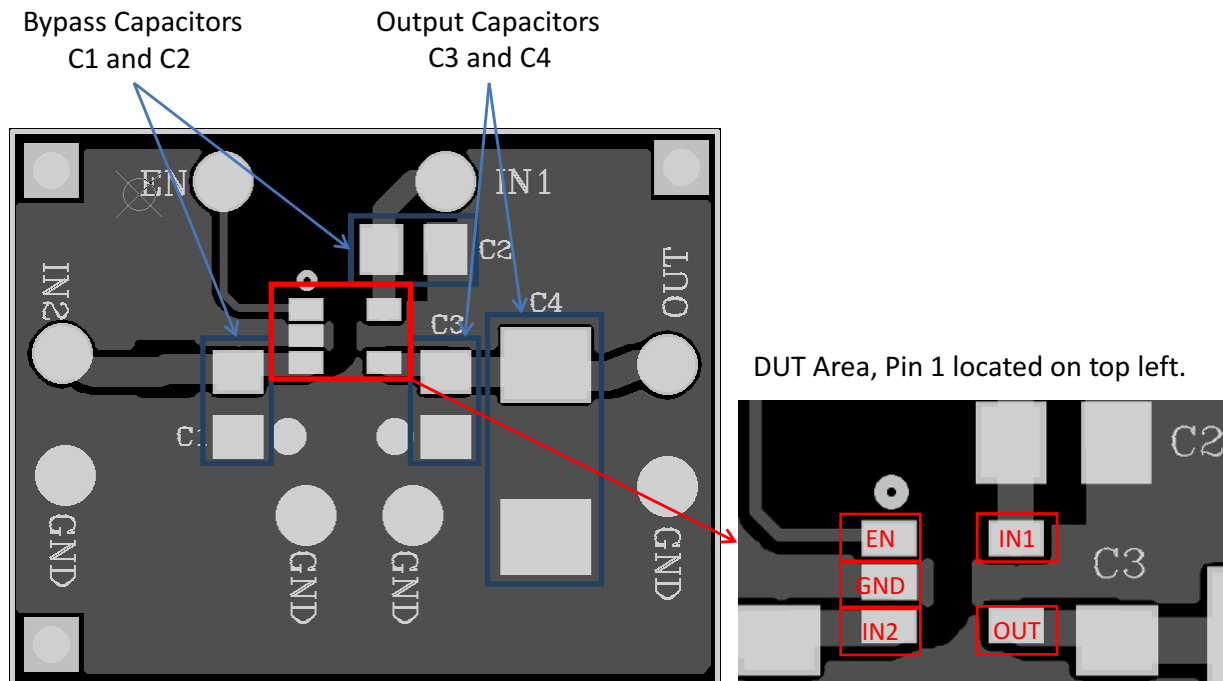 Bypass Capacitors
C1 and C2
Output Capacitors
C3 and C4
EN
IN1
C2
IN2
OUT
C4
C3
C1
GND
GND
GND
GND
DUT Area, Pin 1 located on top left.
C2
EN
IN1
C3
GND
IN2
OUT